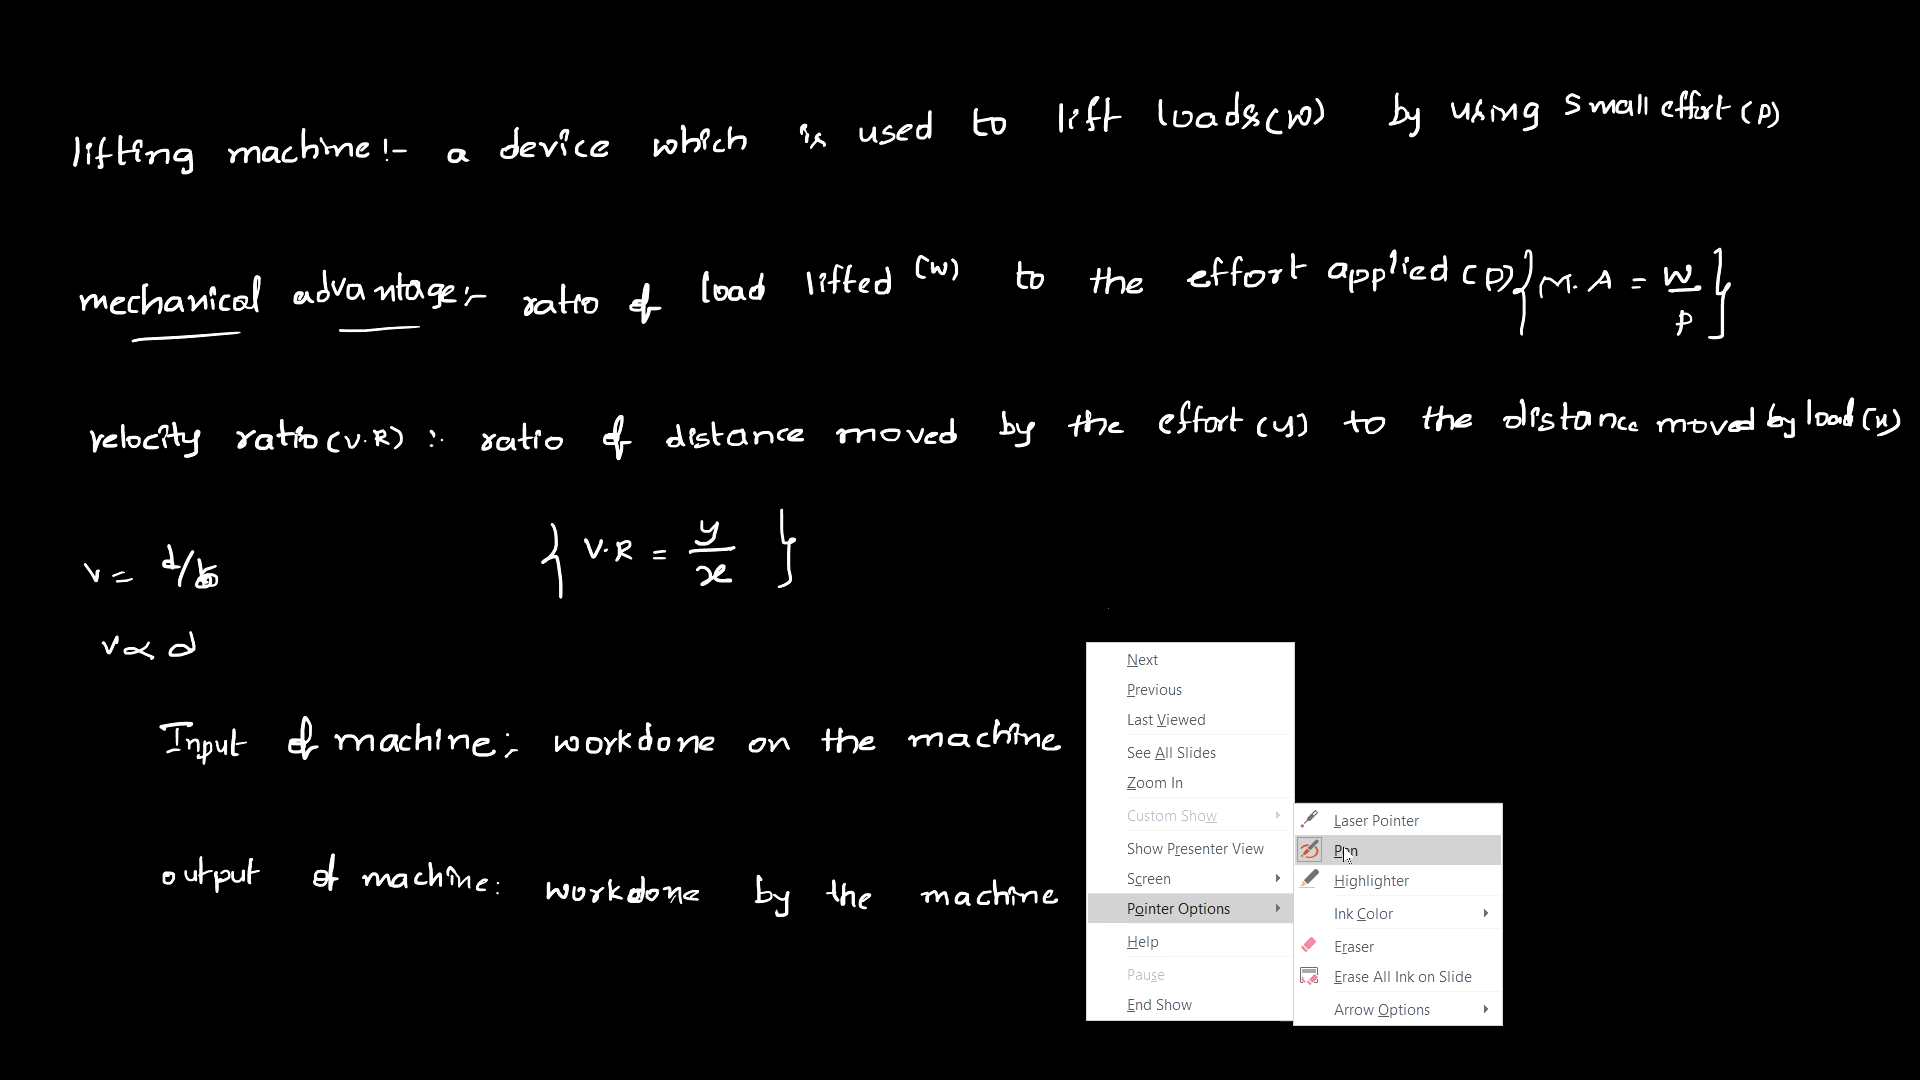 lifting machine:- a device which is used to lift loads(W) by using small effort(P)
mechanical advantage:- ratio of load lifted (W) to the effort applied (P) { M.A = W/P }
velocity ratio(V.R) :- ratio of distance moved by the effort(y) to the distance moved by load(x)
{ V.R = y/x }
v = d/t
v ∝ d
Input of machine:- workdone on the machine
output of machine: workdone by the machine
Next
Previous
Last Viewed
See All Slides
Zoom In
Custom Show
Show Presenter View
Screen
Pointer Options
Help
Pause
End Show
Laser Pointer
Pen
Highlighter
Ink Color
Eraser
Erase All Ink on Slide
Arrow Options